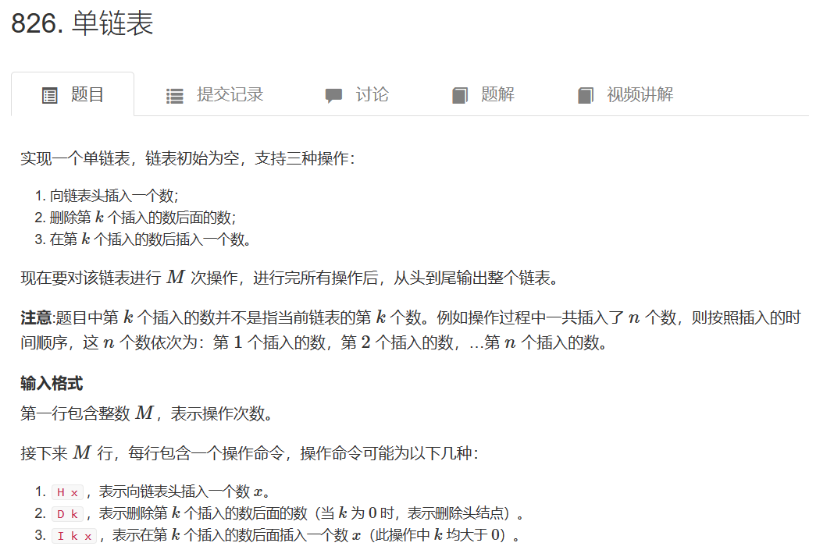 826. 单链表
题目 提交记录 讨论 题解 视频讲解
实现一个单链表，链表初始为空，支持三种操作：
1. 向链表头插入一个数；
2. 删除第 k 个插入的数后面的数；
3. 在第 k 个插入的数后插入一个数。
现在要对该链表进行 M 次操作，进行完所有操作后，从头到尾输出整个链表。
注意:题目中第 k 个插入的数并不是指当前链表的第 k 个数。例如操作过程中一共插入了 n 个数，则按照插入的时
间顺序，这 n 个数依次为：第 1 个插入的数，第 2 个插入的数，…第 n 个插入的数。
输入格式
第一行包含整数 M，表示操作次数。
接下来 M 行，每行包含一个操作命令，操作命令可能为以下几种：
1. H x，表示向链表头插入一个数 x。
2. D k，表示删除第 k 个插入的数后面的数（当 k 为 0 时，表示删除头结点）。
3. I k x，表示在第 k 个插入的数后面插入一个数 x（此操作中 k 均大于 0）。